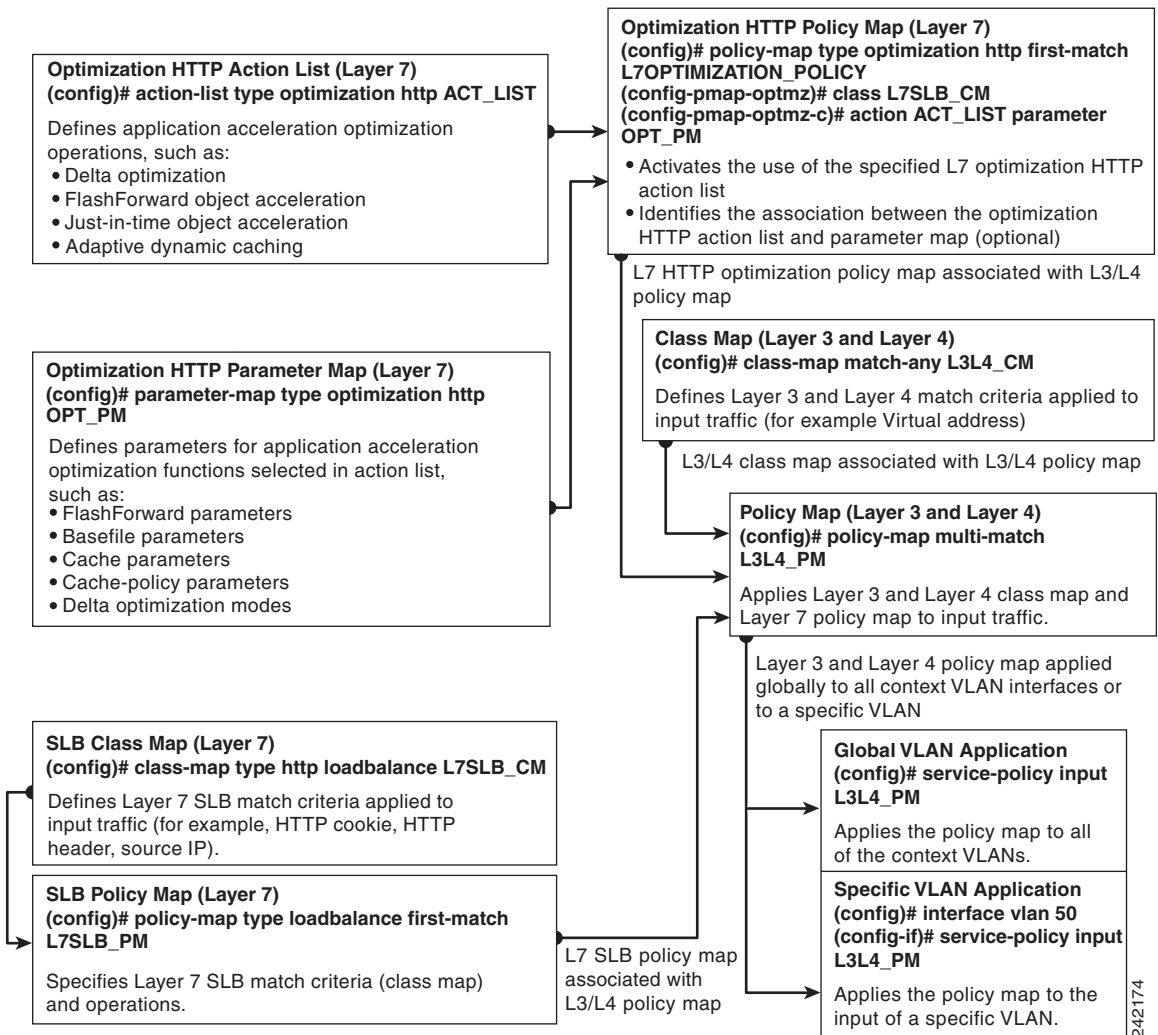 Optimization HTTP Action List (Layer 7)
(config)# action-list type optimization http ACT_LIST
Defines application acceleration optimization
operations, such as:
• Delta optimization
• FlashForward object acceleration
• Just-in-time object acceleration
• Adaptive dynamic caching
Optimization HTTP Policy Map (Layer 7)
(config)# policy-map type optimization http first-match
L7OPTIMIZATION_POLICY
(config-pmap-optmz)# class L7SLB_CM
(config-pmap-optmz-c)# action ACT_LIST parameter
OPT_PM
• Activates the use of the specified L7 optimization HTTP
action list
• Identifies the association between the optimization
HTTP action list and parameter map (optional)
L7 HTTP optimization policy map associated with L3/L4
policy map
Optimization HTTP Parameter Map (Layer 7)
(config)# parameter-map type optimization http
OPT_PM
Defines parameters for application acceleration
optimization functions selected in action list,
such as:
• FlashForward parameters
• Basefile parameters
• Cache parameters
• Cache-policy parameters
• Delta optimization modes
Class Map (Layer 3 and Layer 4)
(config)# class-map match-any L3L4_CM
Defines Layer 3 and Layer 4 match criteria applied to
input traffic (for example Virtual address)
L3/L4 class map associated with L3/L4 policy map
Policy Map (Layer 3 and Layer 4)
(config)# policy-map multi-match
L3L4_PM
Applies Layer 3 and Layer 4 class map and
Layer 7 policy map to input traffic.
Layer 3 and Layer 4 policy map applied
globally to all context VLAN interfaces or
to a specific VLAN
SLB Class Map (Layer 7)
(config)# class-map type http loadbalance L7SLB_CM
Defines Layer 7 SLB match criteria applied to
input traffic (for example, HTTP cookie, HTTP
header, source IP).
SLB Policy Map (Layer 7)
(config)# policy-map type loadbalance first-match
L7SLB_PM
Specifies Layer 7 SLB match criteria (class map)
and operations.
L7 SLB policy map
associated with
L3/L4 policy map
Global VLAN Application
(config)# service-policy input
L3L4_PM
Applies the policy map to all
of the context VLANs.
Specific VLAN Application
(config)# interface vlan 50
(config-if)# service-policy input
L3L4_PM
Applies the policy map to the
input of a specific VLAN.
242174